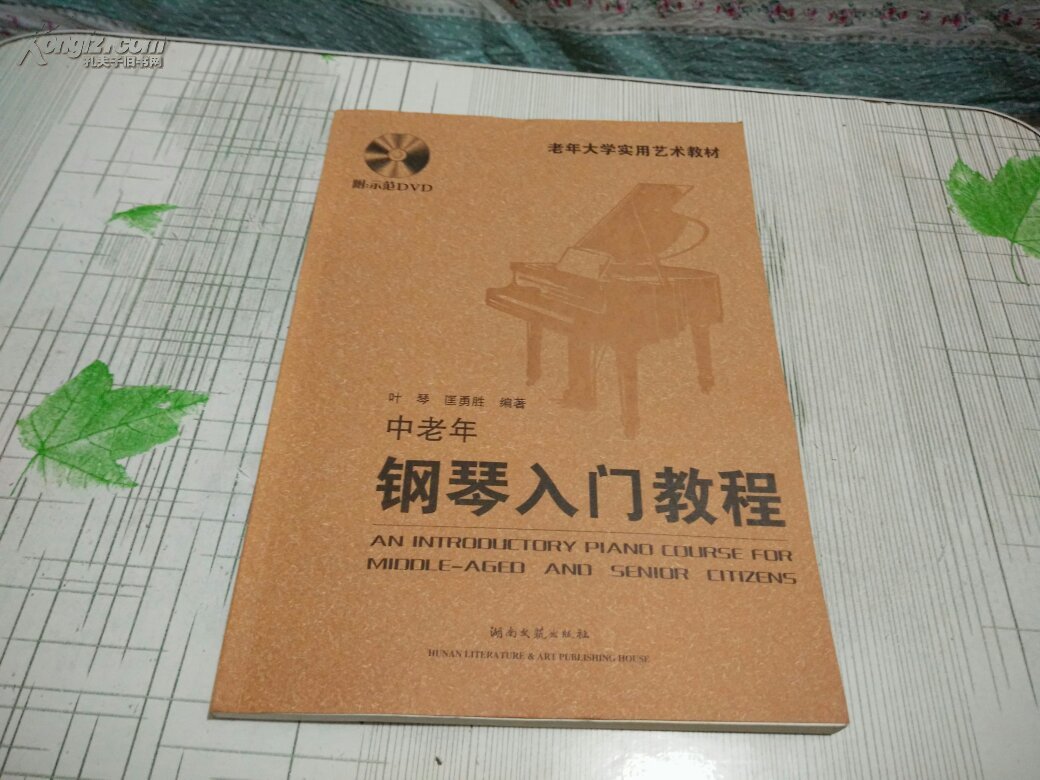 Kongfz.com
孔夫子旧书网
附:示范DVD
老年大学实用艺术教材
叶 琴 匡勇胜 编著
中老年
钢琴入门教程
AN INTRODUCTORY PIANO COURSE FOR
MIDDLE-AGED AND SENIOR CITIZENS
湖南文艺出版社
HUNAN LITERATURE & ART PUBLISHING HOUSE